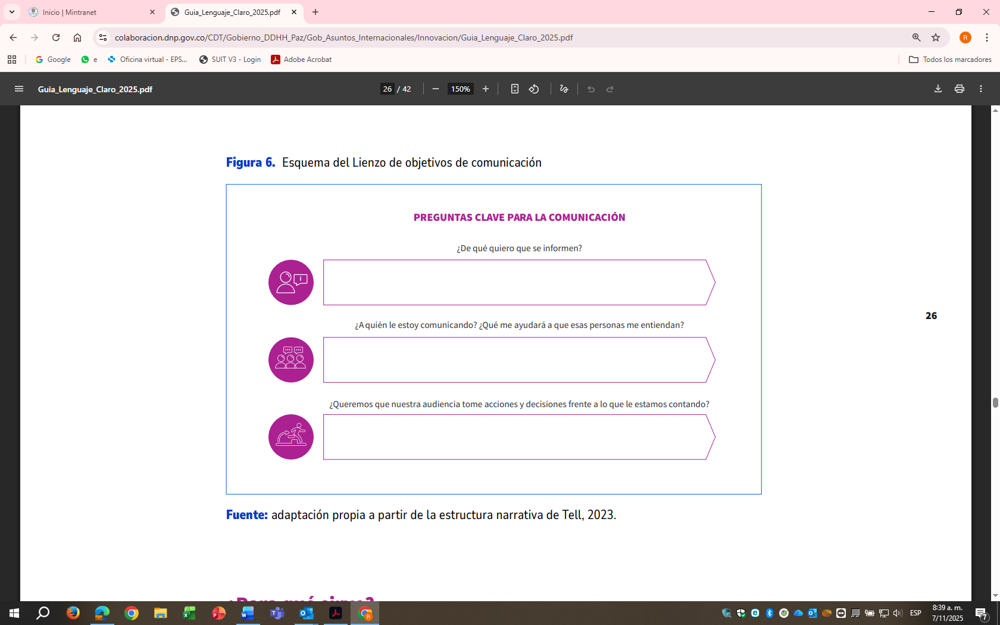 Inicio | Mintranet
Guia_Lenguaje_Claro_2025.pdf
colaboracion.dnp.gov.co/CDT/Gobierno_DDHH_Paz/Gob_Asuntos_Internacionales/Innovacion/Guia_Lenguaje_Claro_2025.pdf
R
Google
e
Oficina virtual - EPS...
SUIT V3 - Login
Adobe Acrobat
Todos los marcadores
Guia_Lenguaje_Claro_2025.pdf
26 / 42
150%
Figura 6. Esquema del Lienzo de objetivos de comunicación
PREGUNTAS CLAVE PARA LA COMUNICACIÓN
¿De qué quiero que se informen?
¿A quién le estoy comunicando? ¿Qué me ayudará a que esas personas me entiendan?
26
¿Queremos que nuestra audiencia tome acciones y decisiones frente a lo que le estamos contando?
Fuente: adaptación propia a partir de la estructura narrativa de Tell, 2023.
¿Para qué sirve?
ESP
8:39 a. m.
7/11/2025
7